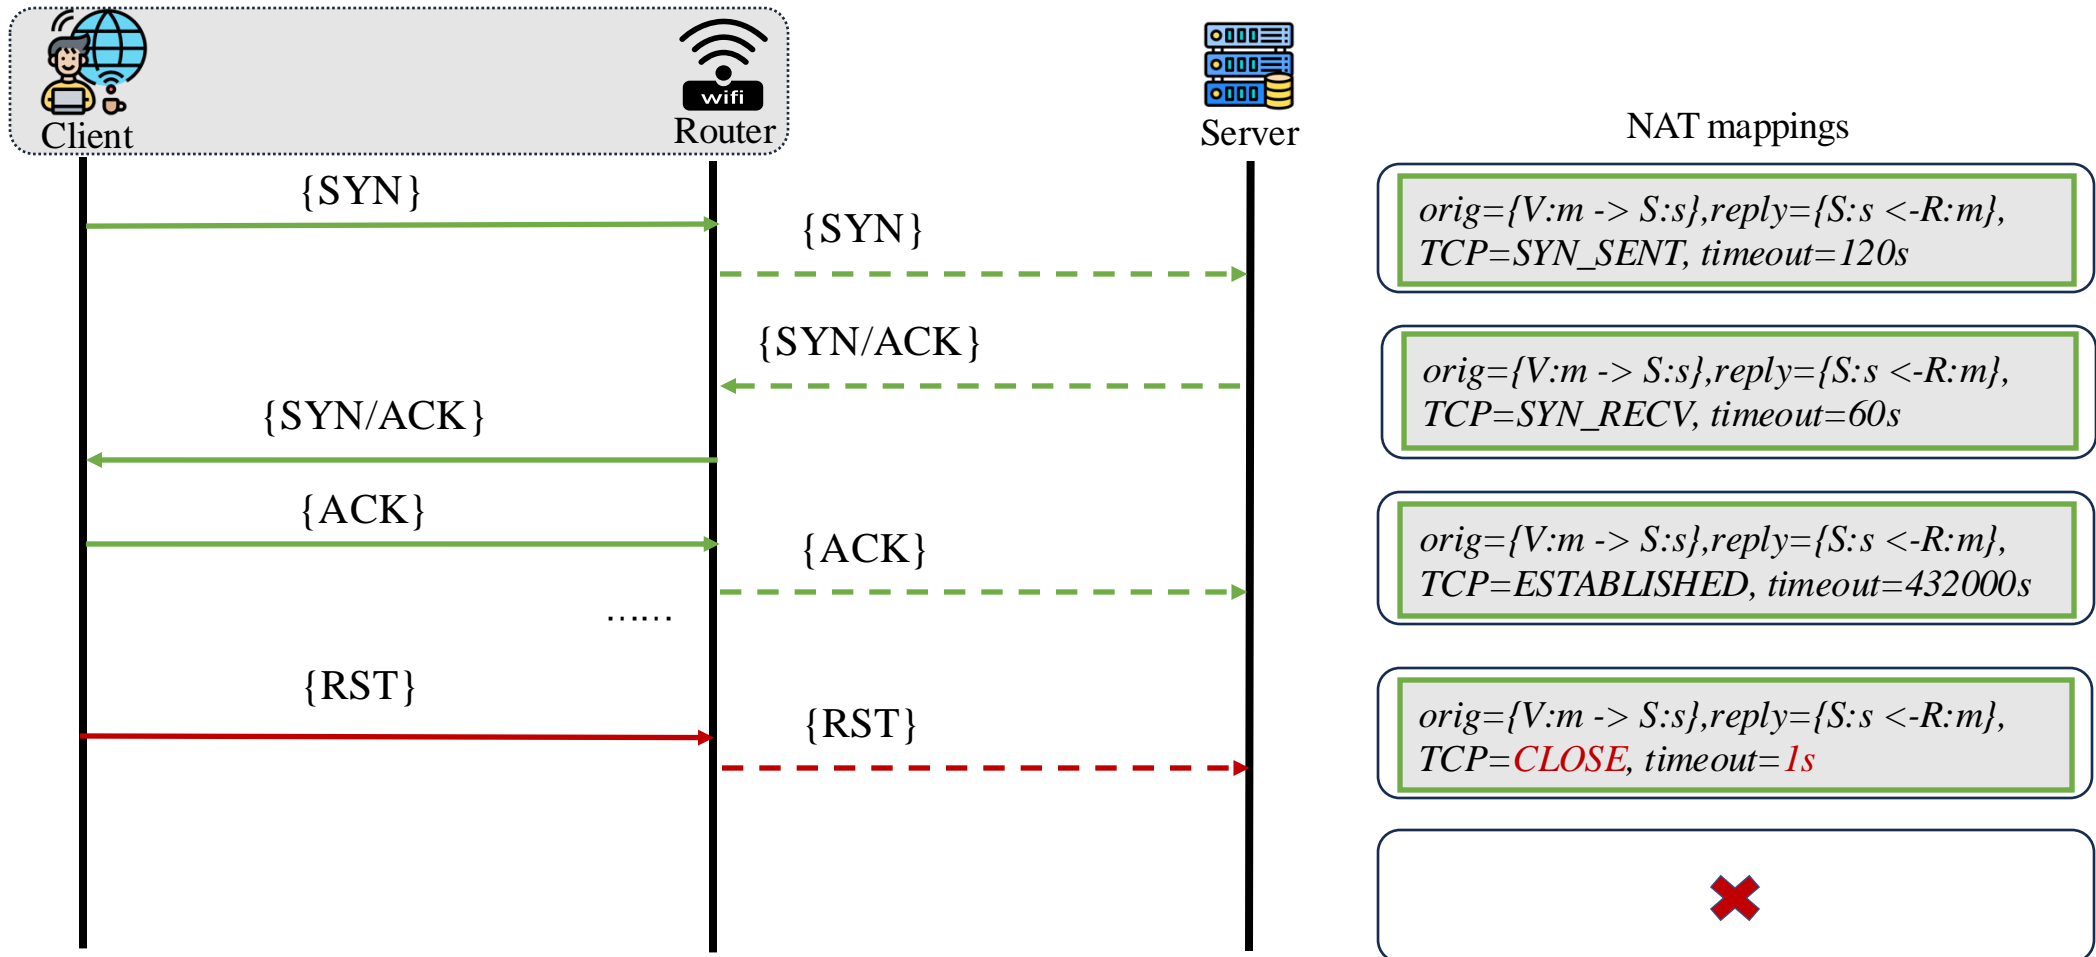 wifi
Client
Router
Server
NAT mappings
{SYN}
{SYN}
orig={V:m -> S:s},reply={S:s <-R:m},
TCP=SYN_SENT, timeout=120s
{SYN/ACK}
{SYN/ACK}
orig={V:m -> S:s},reply={S:s <-R:m},
TCP=SYN_RECV, timeout=60s
{ACK}
{ACK}
orig={V:m -> S:s},reply={S:s <-R:m},
TCP=ESTABLISHED, timeout=432000s
……
{RST}
{RST}
orig={V:m -> S:s},reply={S:s <-R:m},
TCP=CLOSE, timeout=1s